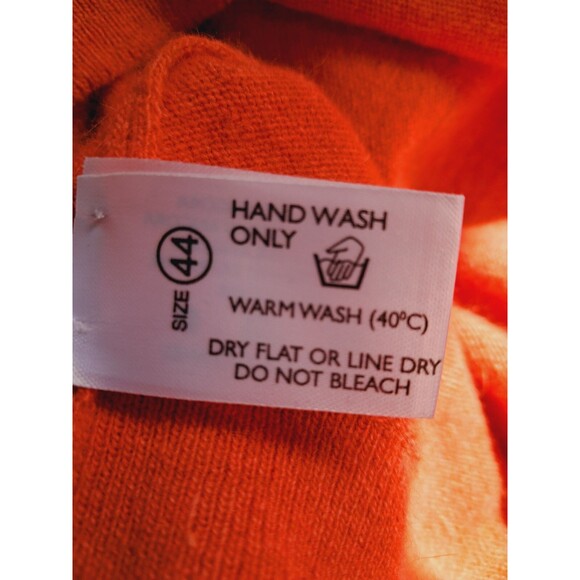 SIZE 44
HAND WASH
ONLY
WARM WASH (40°C)
DRY FLAT OR LINE DRY
DO NOT BLEACH